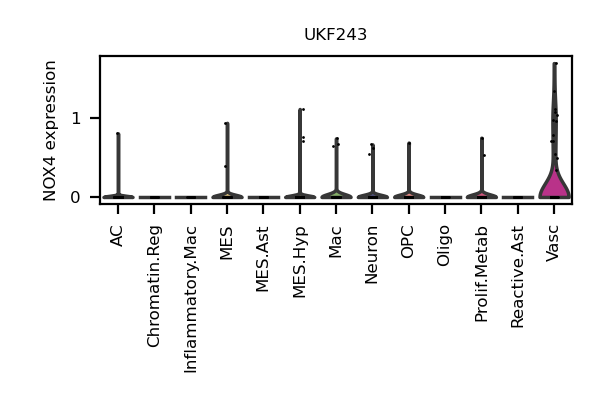 UKF243
NOX4 expression
1
0
AC
Chromatin.Reg
Inflammatory.Mac
MES
MES.Ast
MES.Hyp
Mac
Neuron
OPC
Oligo
Prolif.Metab
Reactive.Ast
Vasc